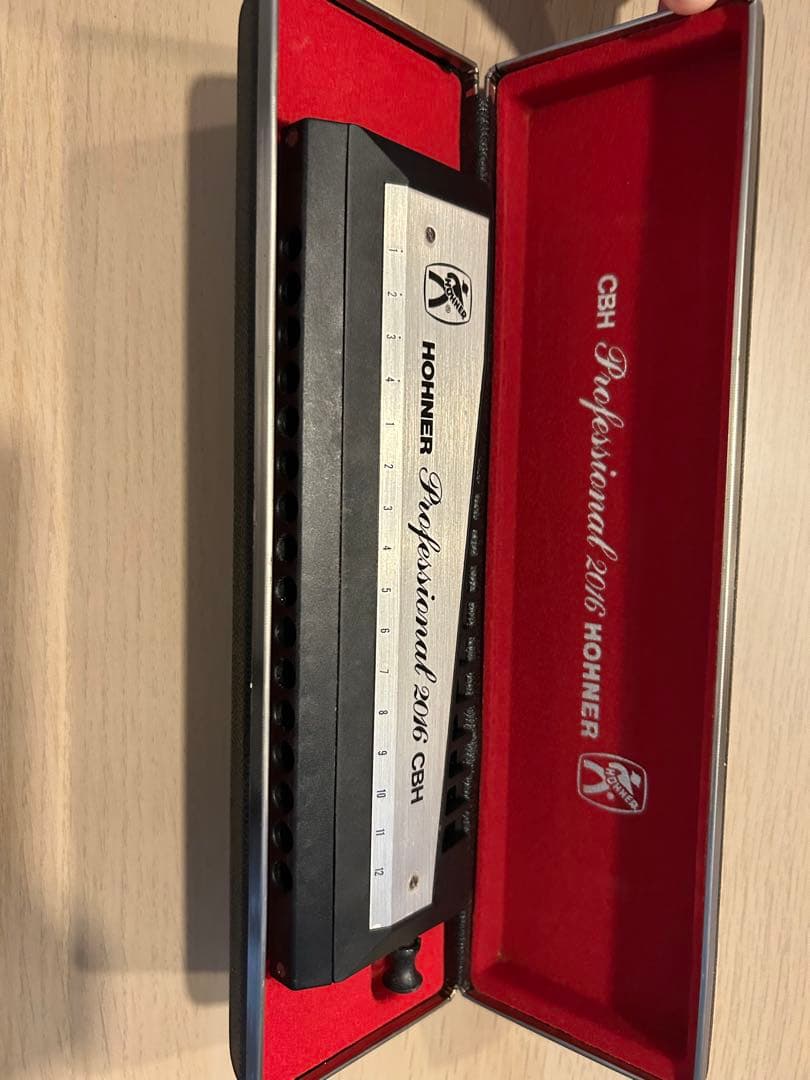 1 2 3 4 1 2 3 4 5 6 7 8 9 10 11 12
HOHNER ®
HOHNER Professional 2016 CBH
CBH Professional 2016 HOHNER
HOHNER ®